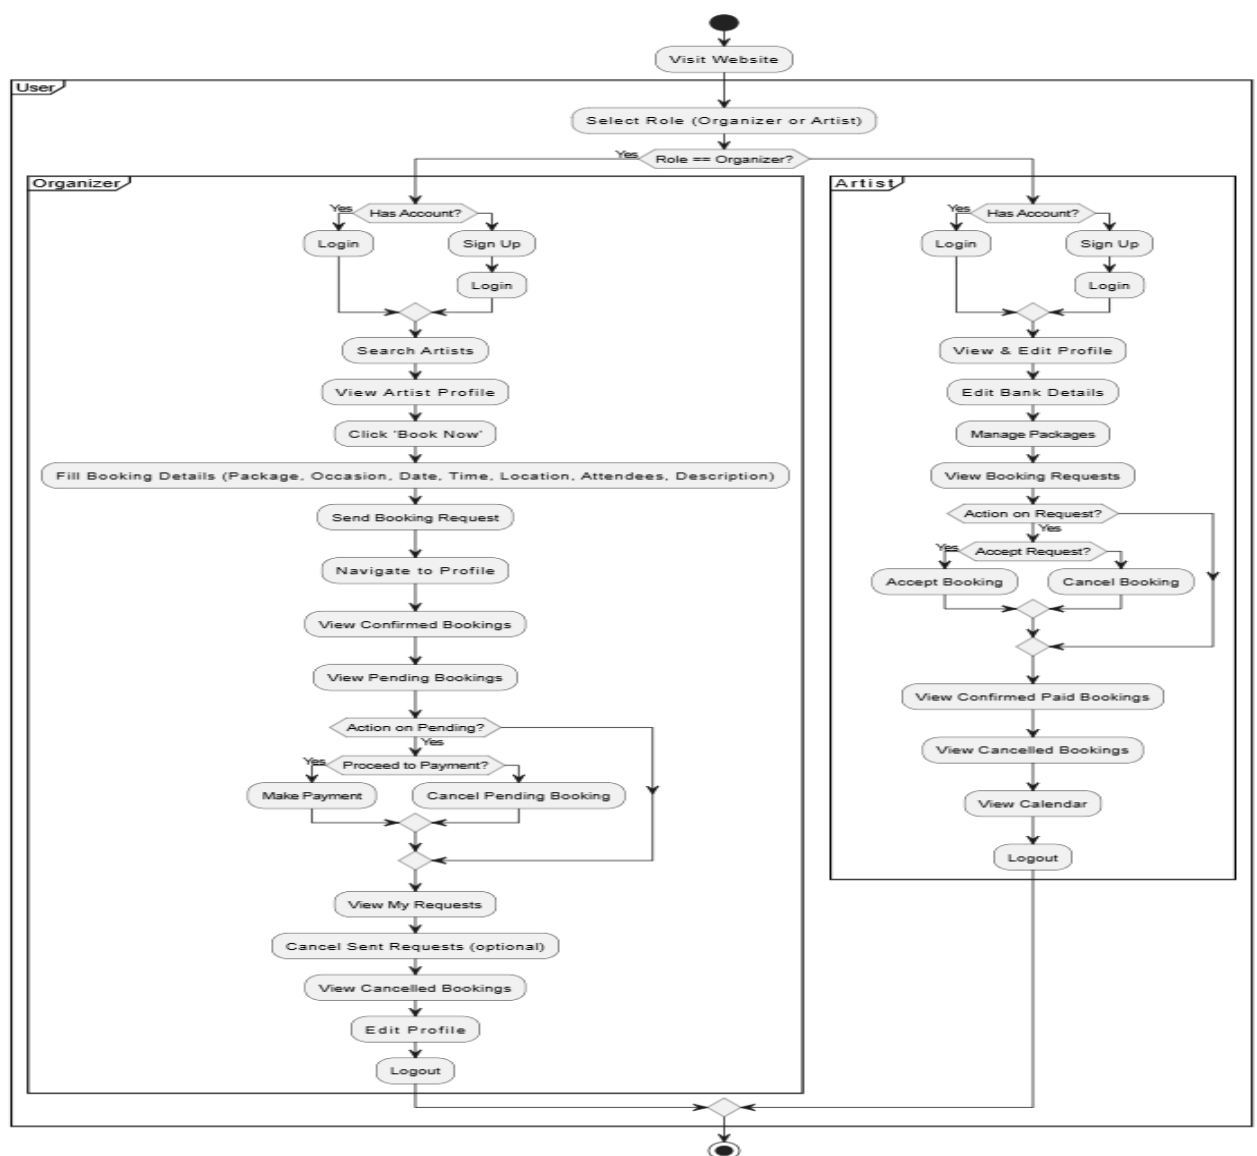 Visit Website
User
Select Role (Organizer or Artist)
Yes
Role == Organizer?
Organizer
Yes
Has Account?
Login
Sign Up
Login
Search Artists
View Artist Profile
Click 'Book Now'
Fill Booking Details (Package, Occasion, Date, Time, Location, Attendees, Description)
Send Booking Request
Navigate to Profile
View Confirmed Bookings
View Pending Bookings
Action on Pending?
Yes
Yes
Proceed to Payment?
Make Payment
Cancel Pending Booking
View My Requests
Cancel Sent Requests (optional)
View Cancelled Bookings
Edit Profile
Logout
Artist
Yes
Has Account?
Login
Sign Up
Login
View & Edit Profile
Edit Bank Details
Manage Packages
View Booking Requests
Action on Request?
Yes
Yes
Accept Request?
Accept Booking
Cancel Booking
View Confirmed Paid Bookings
View Cancelled Bookings
View Calendar
Logout